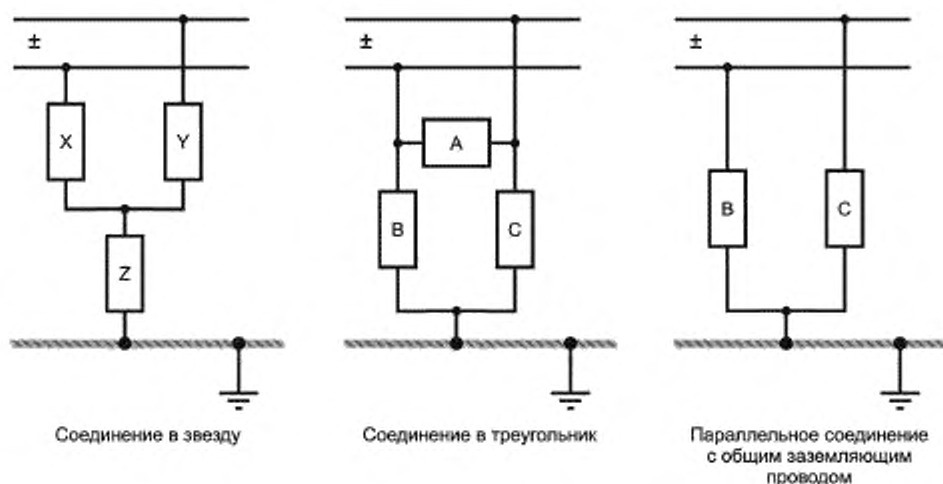 ±
±
±
X
Y
A
B
C
B
C
Z
Соединение в звезду
Соединение в треугольник
Параллельное соединение
с общим заземляющим
проводом